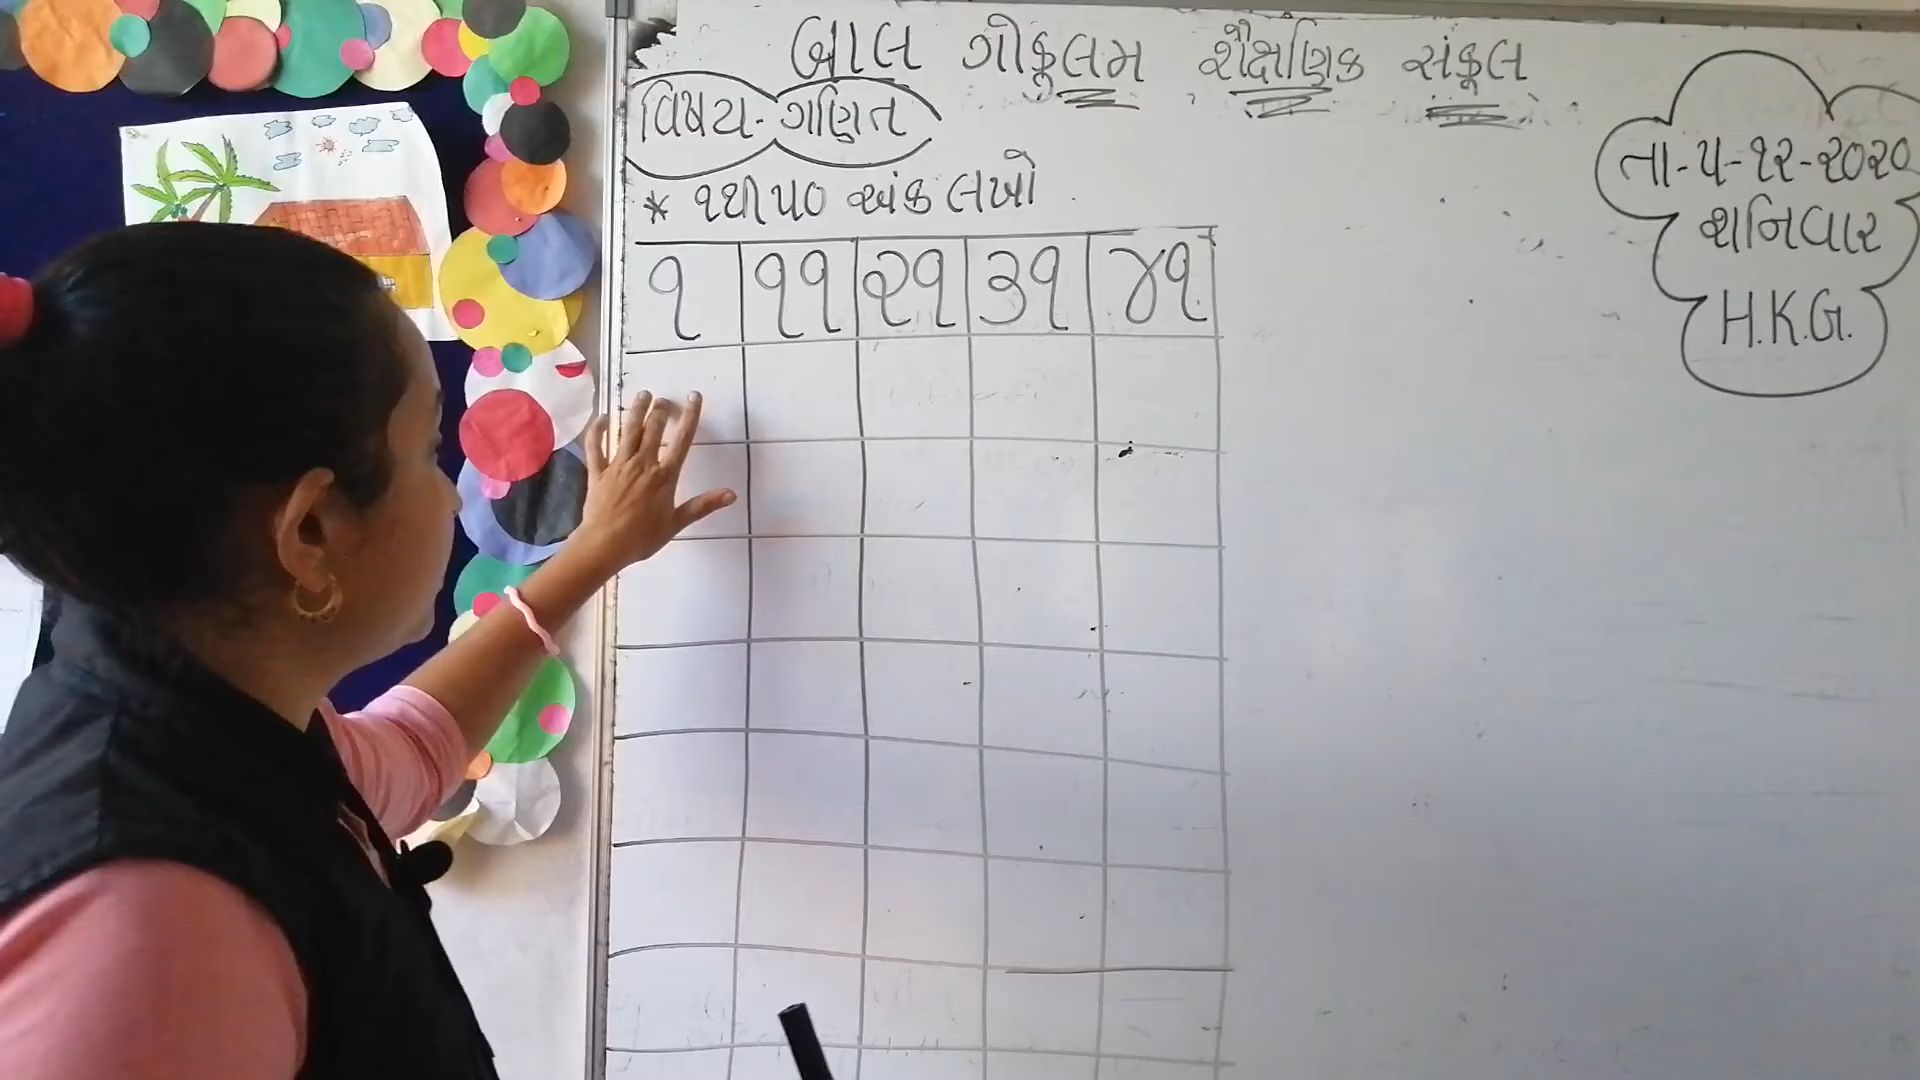 બાલ ગોકુલમ શૈક્ષણિક સંકુલ
વિષય - ગણિત
* ૧થી૫૦ અંક લખો
૧ ૧૧ ૨૧ ૩૧ ૪૧
તા-૫-૧૨-૨૦૨૦
શનિવાર
H.K.G.